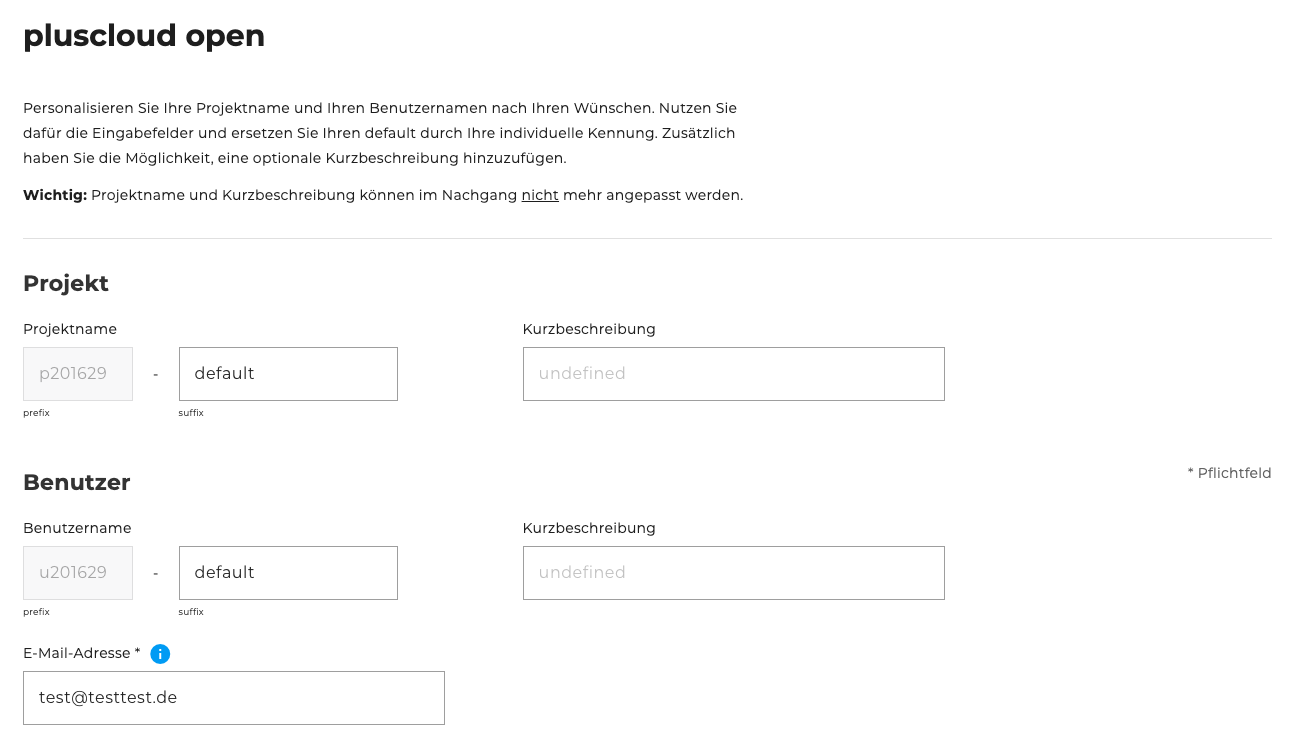 pluscloud open
Personalisieren Sie Ihre Projektname und Ihren Benutzernamen nach Ihren Wünschen. Nutzen Sie
dafür die Eingabefelder und ersetzen Sie Ihren default durch Ihre individuelle Kennung. Zusätzlich
haben Sie die Möglichkeit, eine optionale Kurzbeschreibung hinzuzufügen.
Wichtig: Projektname und Kurzbeschreibung können im Nachgang nicht mehr angepasst werden.
Projekt
Projektname Kurzbeschreibung
p201629 - default undefined
prefix suffix
* Pflichtfeld
Benutzer
Benutzername Kurzbeschreibung
u201629 - default undefined
prefix suffix
E-Mail-Adresse * i
test@testtest.de